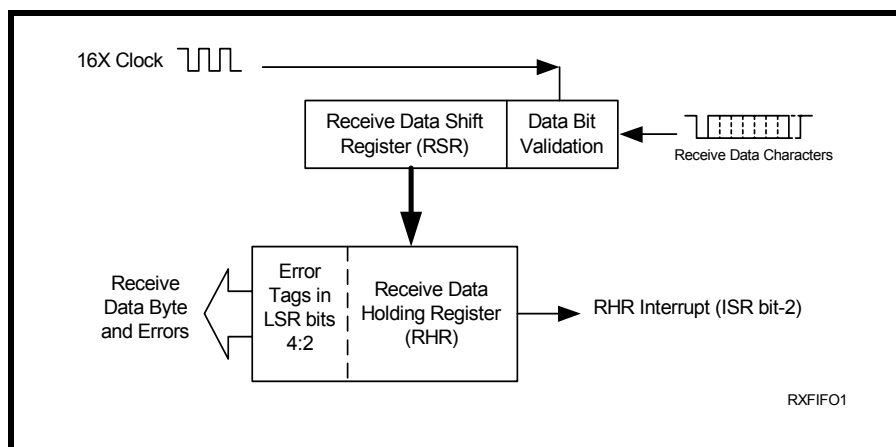 16X Clock
Receive Data Shift
Register (RSR)
Data Bit
Validation
Receive Data Characters
Receive
Data Byte
and Errors
Error
Tags in
LSR bits
4:2
Receive Data
Holding Register
(RHR)
RHR Interrupt (ISR bit-2)
RXFIFO1